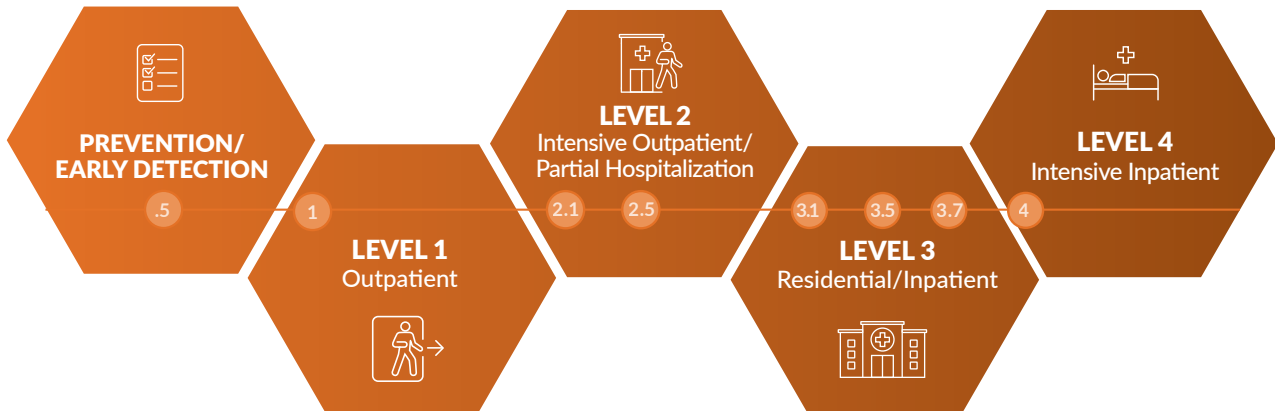 PREVENTION/
EARLY DETECTION
.5
1
LEVEL 1
Outpatient
LEVEL 2
Intensive Outpatient/
Partial Hospitalization
2.1
2.5
3.1
3.5
3.7
LEVEL 3
Residential/Inpatient
LEVEL 4
Intensive Inpatient
4